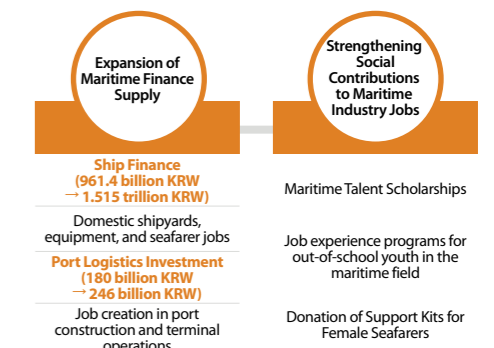 Expansion of
Maritime Finance
Supply
Ship Finance
(961.4 billion KRW
→ 1.515 trillion KRW)
Domestic shipyards,
equipment, and seafarer jobs
Port Logistics Investment
(180 billion KRW
→ 246 billion KRW)
Job creation in port
construction and terminal
operations
Strengthening
Social
Contributions
to Maritime
Industry Jobs
Maritime Talent Scholarships
Job experience programs for
out-of-school youth in the
maritime field
Donation of Support Kits for
Female Seafarers